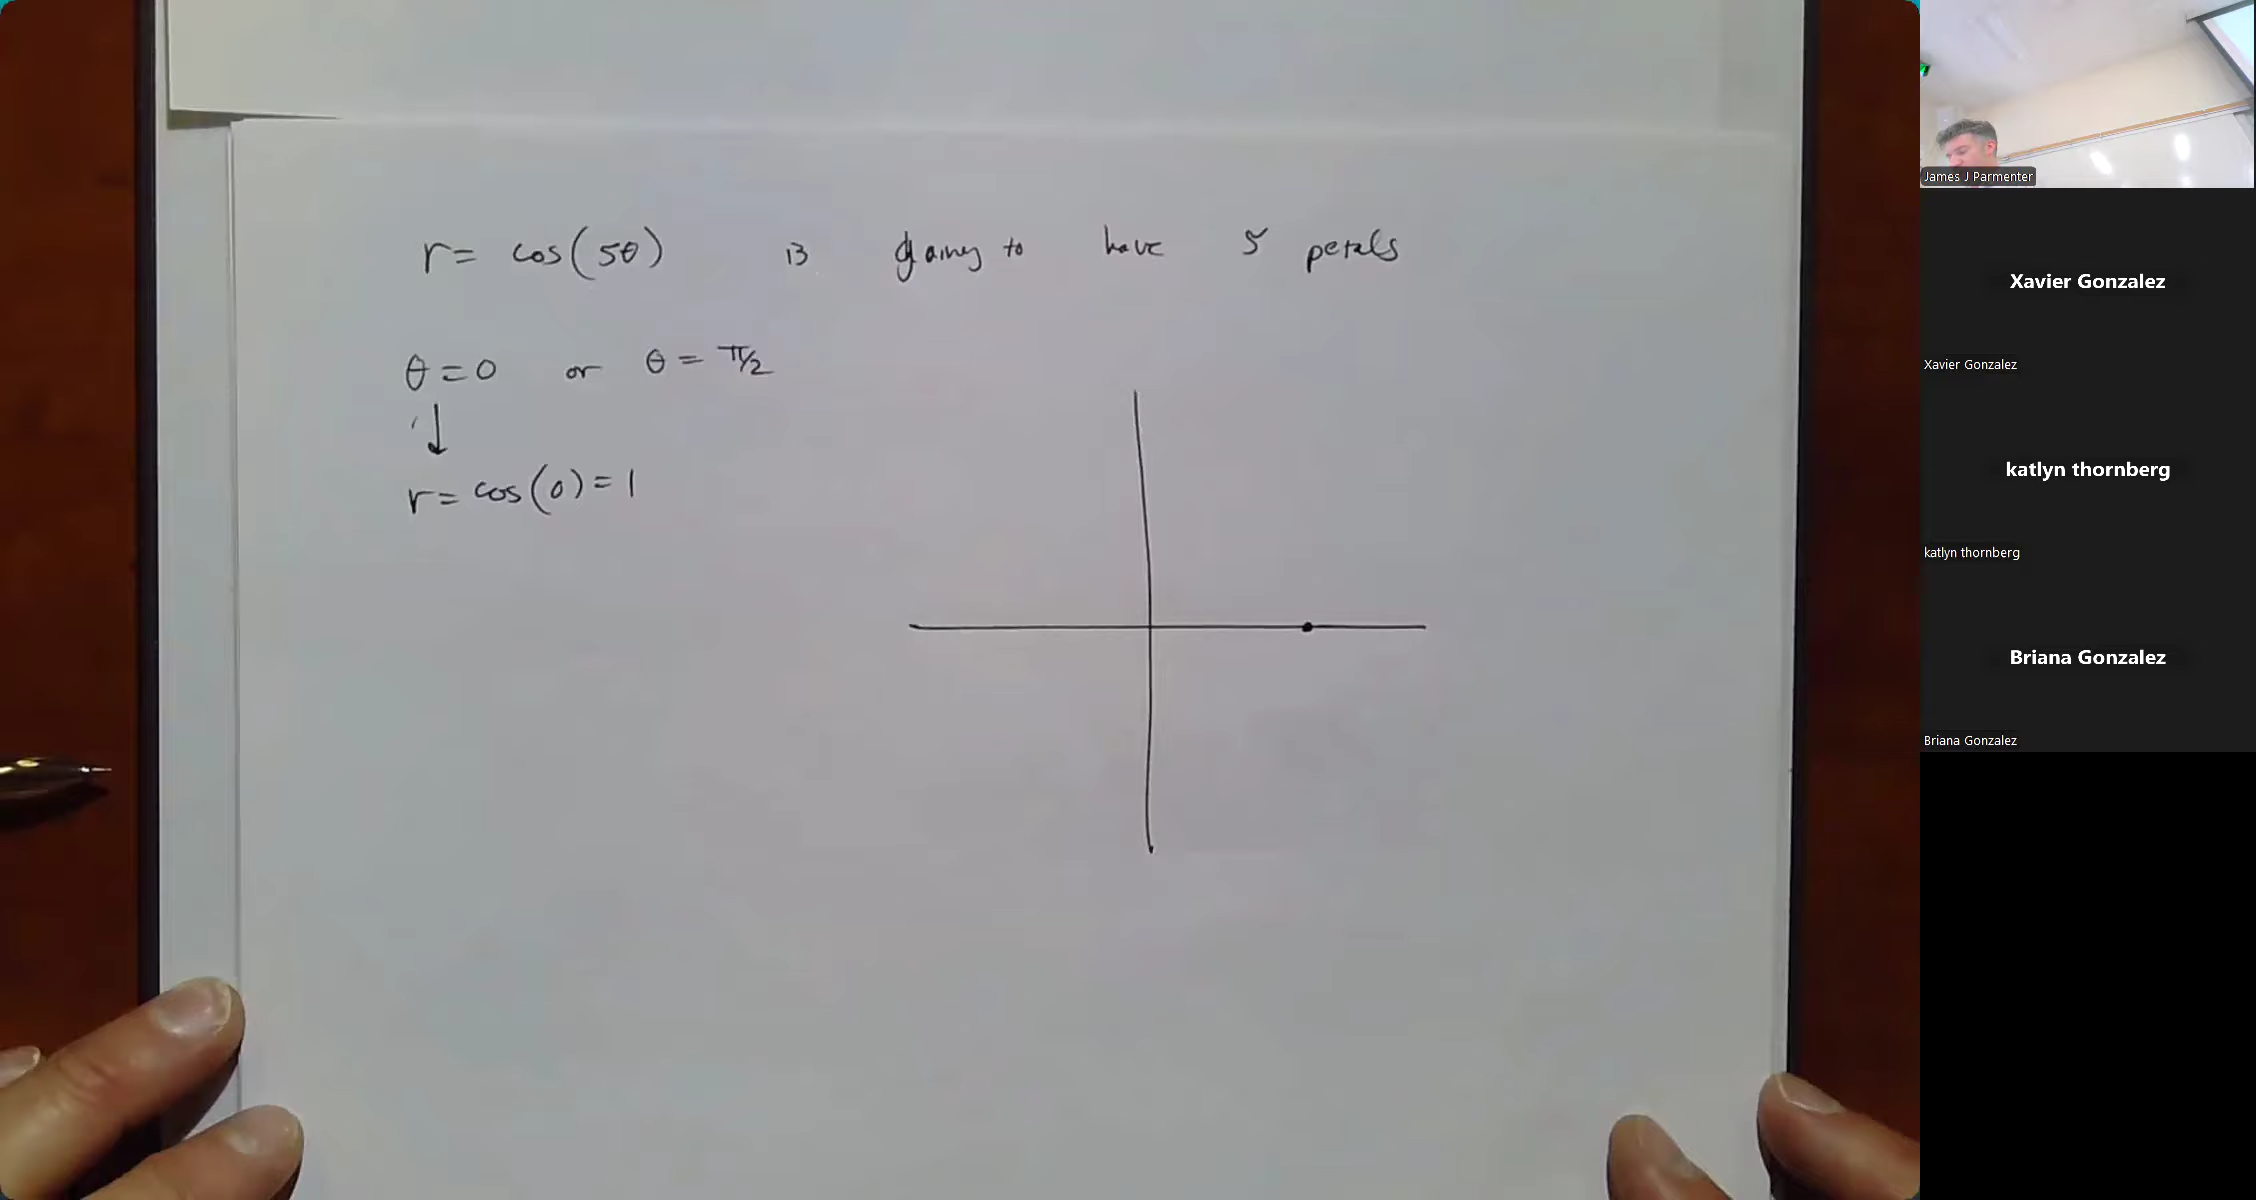 r = cos(5θ) is going to have 5 petals
θ = 0 or θ = π/2
↓
r = cos(0) = 1
James J Parmenter
Xavier Gonzalez
Xavier Gonzalez
katlyn thornberg
katlyn thornberg
Briana Gonzalez
Briana Gonzalez